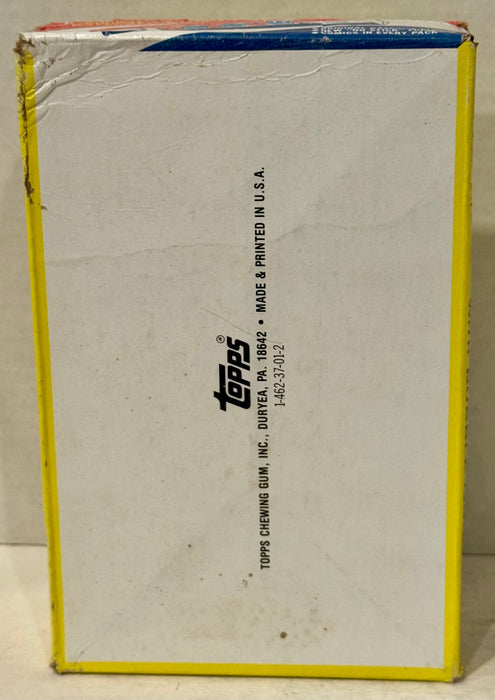 TOPPS®
TOPPS CHEWING GUM, INC., DURYEA, PA. 18642 • MADE & PRINTED IN U.S.A.
1-462-37-01-2